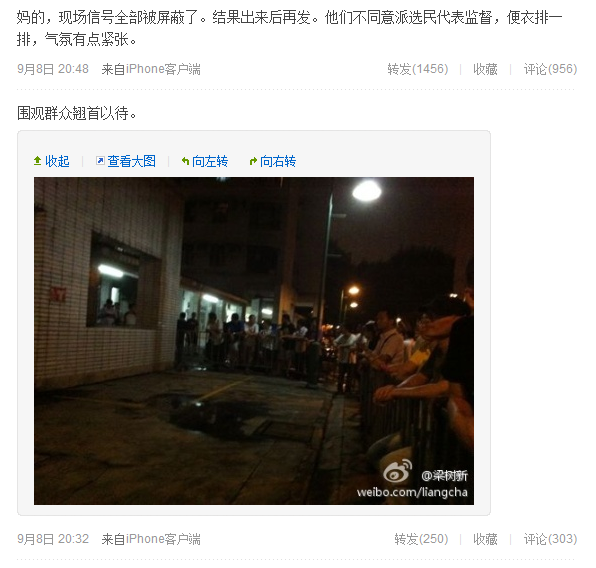 妈的，现场信号全部被屏蔽了。结果出来后再发。他们不同意派选民代表监督，便衣排一
排，气氛有点紧张。
9月8日 20:48 来自iPhone客户端 转发(1456) | 收藏 | 评论(956)
围观群众翘首以待。
收起 | 查看大图 | 向左转 向右转
@梁树新
weibo.com/liangcha
9月8日 20:32 来自iPhone客户端 转发(250) | 收藏 | 评论(303)